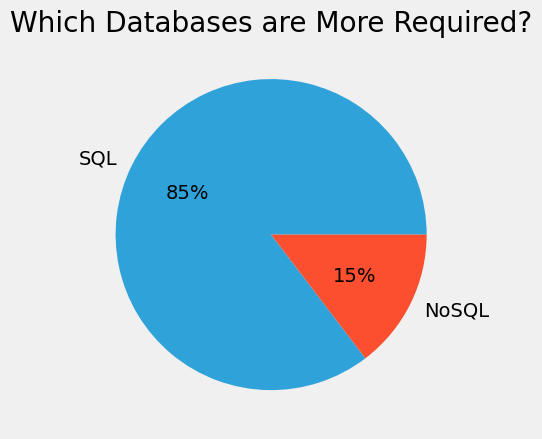 Which Databases are More Required?
SQL
85%
15%
NoSQL